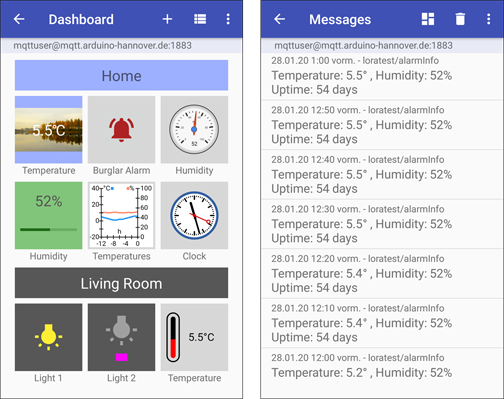 Dashboard
mqttuser@mqtt.arduino-hannover.de:1883
Home
5.5°C
Temperature
Burglar Alarm
52
Humidity
52%
Humidity
40 °C % 100
30 80
20 60
10 40
0 20
-10 0
h
-12 -8 -4 0
Temperatures
Clock
Living Room
Light 1
Light 2
5.5°C
Temperature
Messages
mqttuser@mqtt.arduino-hannover.de:1883
28.01.20 1:00 vorm. - loratest/alarmInfo
Temperature: 5.5° , Humidity: 52%
Uptime: 54 days
28.01.20 12:50 vorm. - loratest/alarmInfo
Temperature: 5.5° , Humidity: 52%
Uptime: 54 days
28.01.20 12:40 vorm. - loratest/alarmInfo
Temperature: 5.5° , Humidity: 52%
Uptime: 54 days
28.01.20 12:30 vorm. - loratest/alarmInfo
Temperature: 5.5° , Humidity: 52%
Uptime: 54 days
28.01.20 12:20 vorm. - loratest/alarmInfo
Temperature: 5.4° , Humidity: 52%
Uptime: 54 days
28.01.20 12:10 vorm. - loratest/alarmInfo
Temperature: 5.4° , Humidity: 52%
Uptime: 54 days
28.01.20 12:00 vorm. - loratest/alarmInfo
Temperature: 5.2° , Humidity: 52%